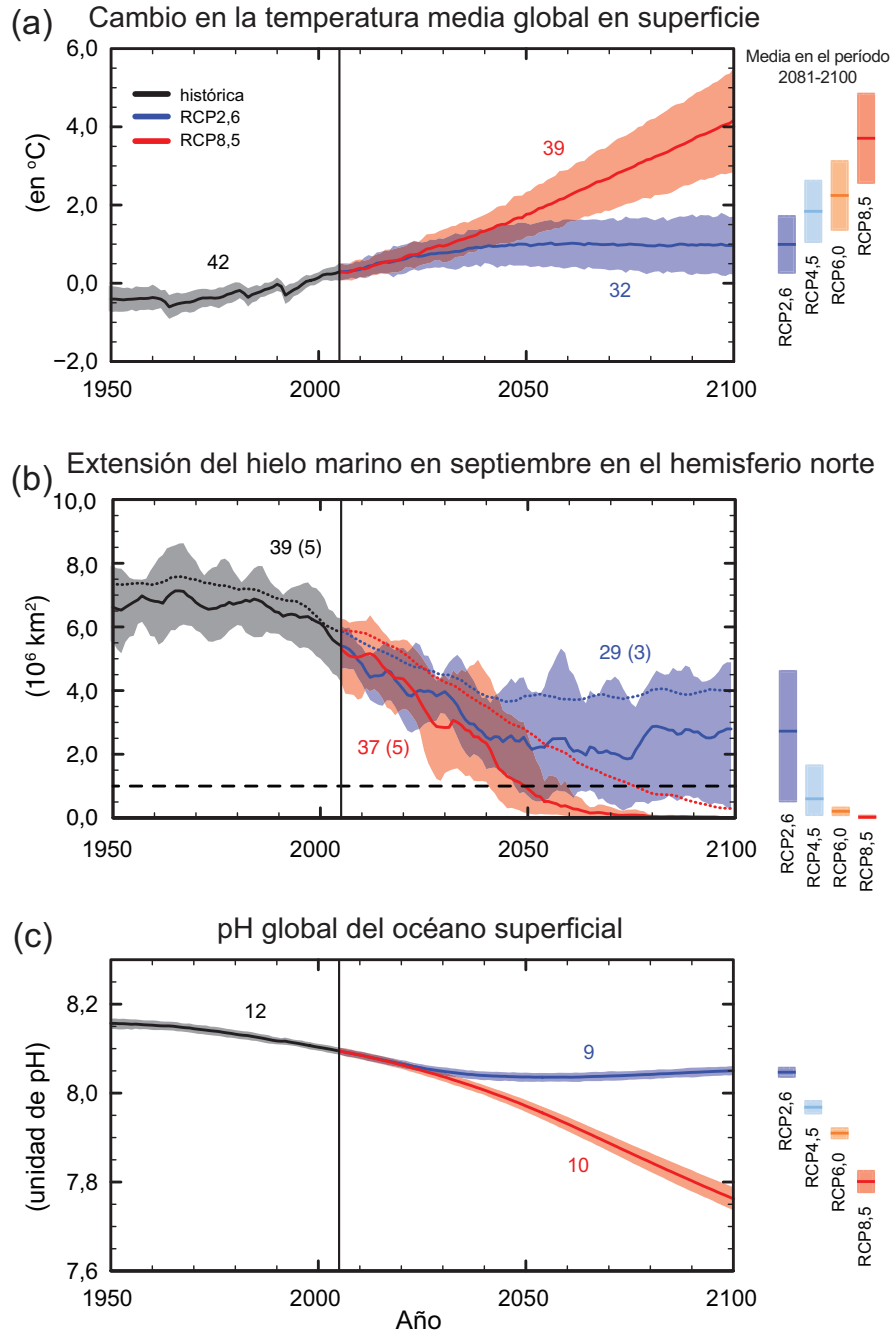 (a) Cambio en la temperatura media global en superficie
Media en el período
2081-2100
(en °C)
6,0
4,0
2,0
0,0
−2,0
histórica
RCP2,6
RCP8,5
42
39
32
1950
2000
2050
2100
RCP2,6
RCP4,5
RCP6,0
RCP8,5
(b) Extensión del hielo marino en septiembre en el hemisferio norte
(10⁶ km²)
10,0
8,0
6,0
4,0
2,0
0,0
39 (5)
29 (3)
37 (5)
1950
2000
2050
2100
RCP2,6
RCP4,5
RCP6,0
RCP8,5
(c) pH global del océano superficial
(unidad de pH)
8,2
8,0
7,8
7,6
12
9
10
1950
2000
2050
2100
Año
RCP2,6
RCP4,5
RCP6,0
RCP8,5